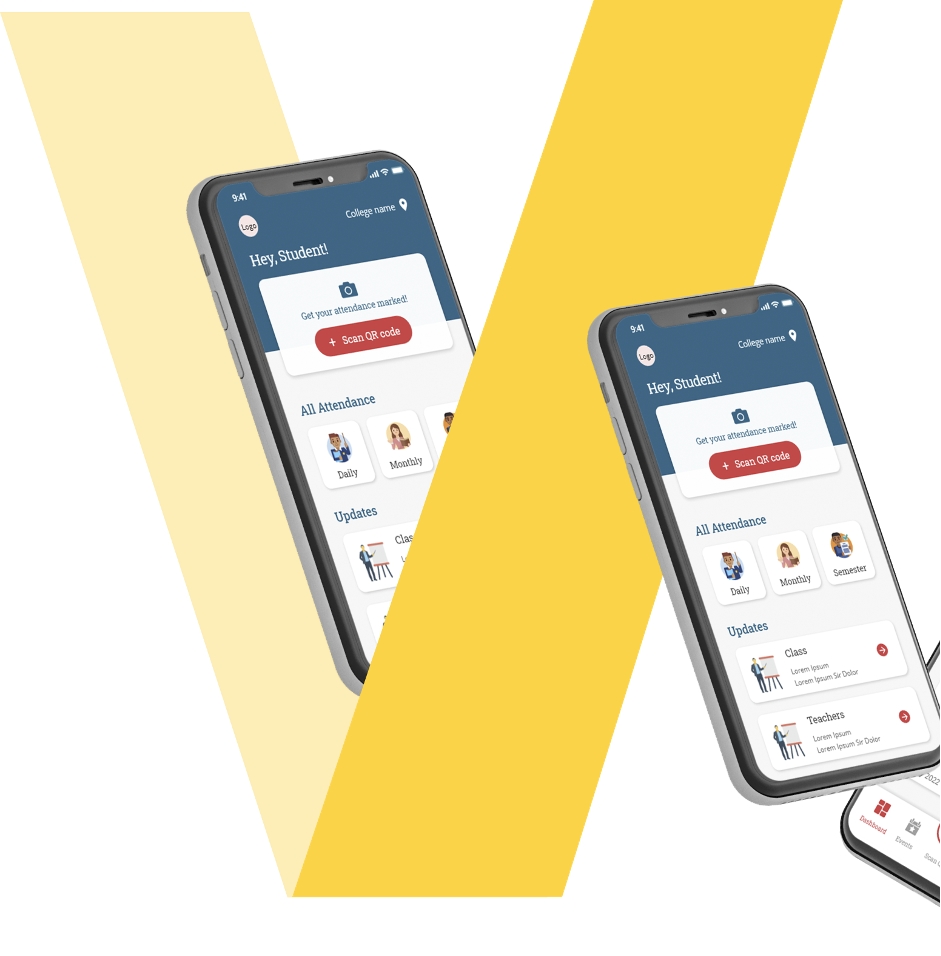 9:41
College name
Logo
Hey, Student!
Get your attendance marked!
+ Scan QR code
All Attendance
Daily
Monthly
Updates
Clas
9:41
College name
Logo
Hey, Student!
Get your attendance marked!
+ Scan QR code
All Attendance
Daily
Monthly
Semester
Updates
Class
Lorem Ipsum
Lorem Ipsum Sir Dolor
Teachers
Lorem Ipsum
Lorem Ipsum Sir Dolor
2022
Dashboard
Events
Scan